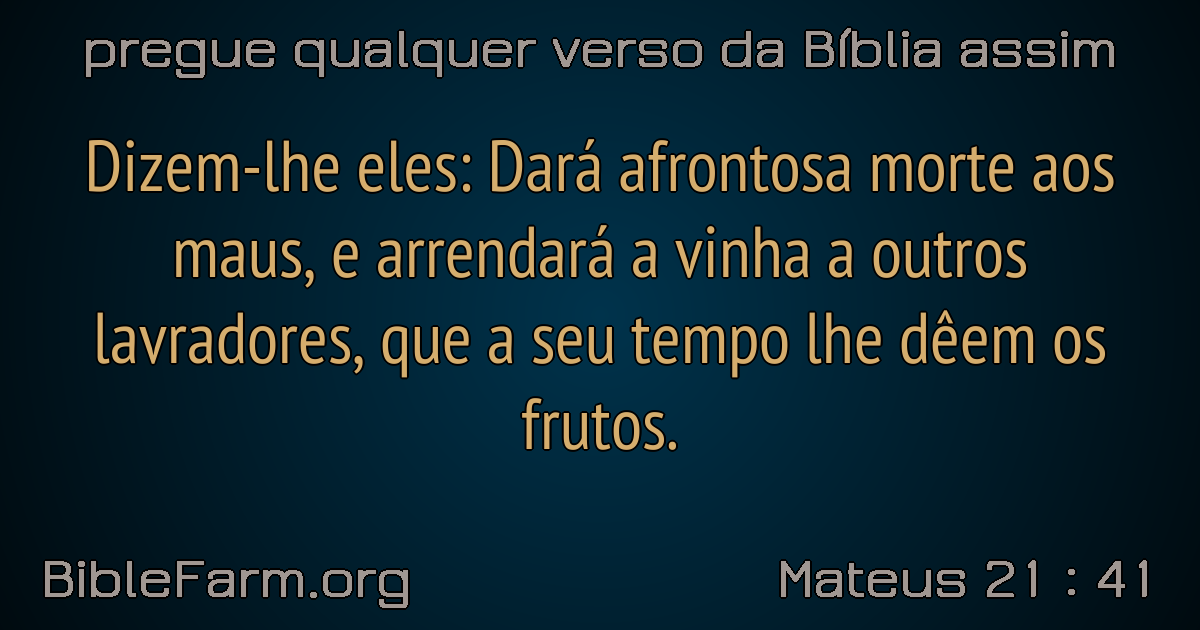 pregue qualquer verso da Bíblia assim
Dizem-lhe eles: Dará afrontosa morte aos
maus, e arrendará a vinha a outros
lavradores, que a seu tempo lhe dêem os
frutos.
BibleFarm.org
Mateus 21 : 41